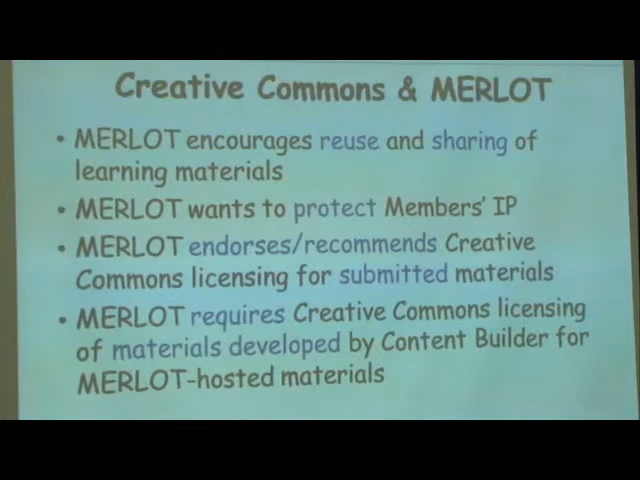 Creative Commons & MERLOT
• MERLOT encourages reuse and sharing of
learning materials
• MERLOT wants to protect Members' IP
• MERLOT endorses/recommends Creative
Commons licensing for submitted materials
• MERLOT requires Creative Commons licensing
of materials developed by Content Builder for
MERLOT-hosted materials